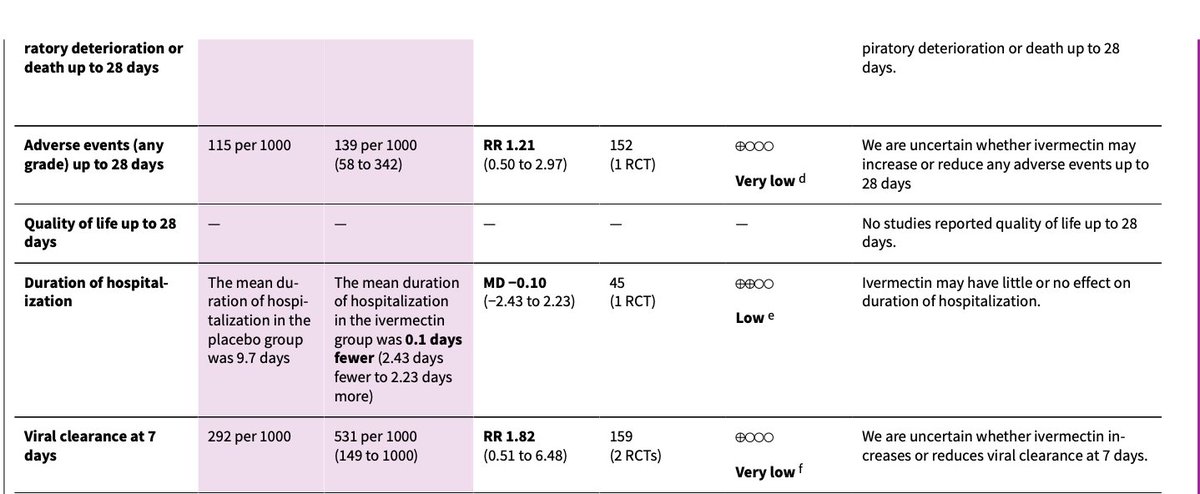 ratory deterioration or
death up to 28 days
piratory deterioration or death up to 28
days.
Adverse events (any
grade) up to 28 days
115 per 1000
139 per 1000
(58 to 342)
RR 1.21
(0.50 to 2.97)
152
(1 RCT)
⊕◯◯◯
Very low d
We are uncertain whether ivermectin may
increase or reduce any adverse events up to
28 days
Quality of life up to 28
days
—
—
—
—
—
No studies reported quality of life up to 28
days.
Duration of hospital-
ization
The mean du-
ration of hospi-
talization in the
placebo group
was 9.7 days
The mean duration
of hospitalization
in the ivermectin
group was 0.1 days
fewer (2.43 days
fewer to 2.23 days
more)
MD −0.10
(−2.43 to 2.23)
45
(1 RCT)
⊕⊕◯◯
Low e
Ivermectin may have little or no effect on
duration of hospitalization.
Viral clearance at 7
days
292 per 1000
531 per 1000
(149 to 1000)
RR 1.82
(0.51 to 6.48)
159
(2 RCTs)
⊕◯◯◯
Very low f
We are uncertain whether ivermectin in-
creases or reduces viral clearance at 7 days.